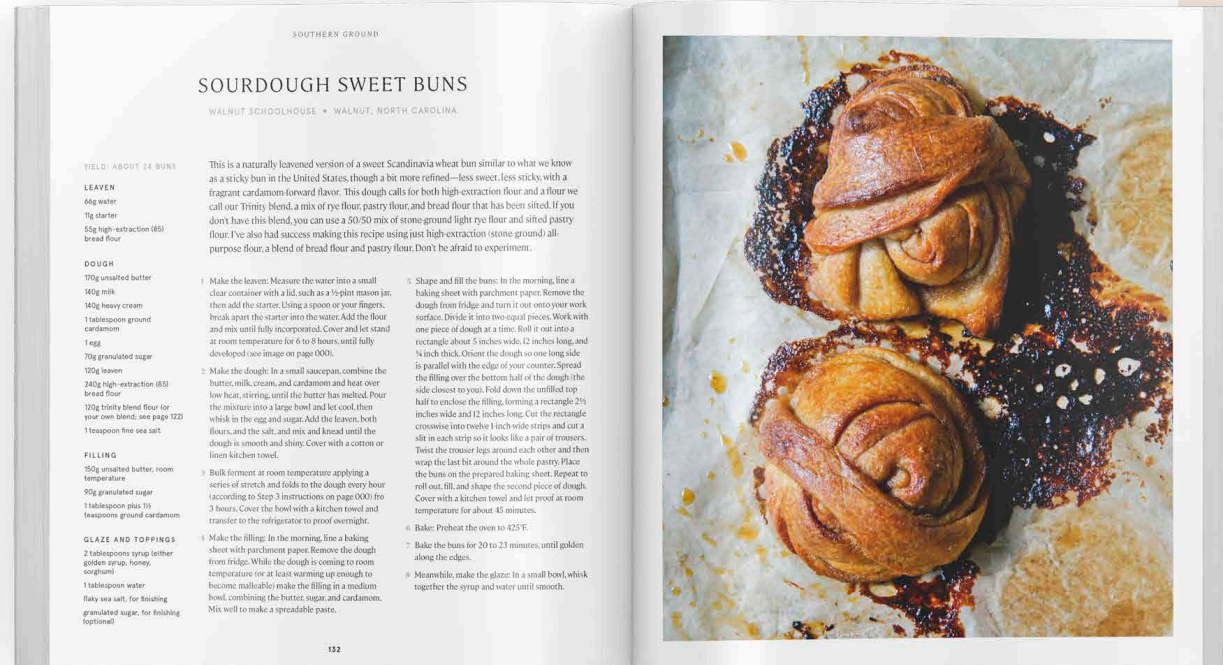 SOUTHERN GROUND
SOURDOUGH SWEET BUNS
WALNUT SCHOOLHOUSE • WALNUT, NORTH CAROLINA
This is a naturally leavened version of a sweet Scandinavia wheat bun similar to what we know
as a sticky bun in the United States, though a bit more refined—less sweet, less sticky, with a
fragrant cardamom-forward flavor. This dough calls for both high-extraction flour and a flour we
call our Trinity blend, a mix of rye flour, pastry flour, and bread flour that has been sifted. If you
don't have this blend, you can use a 50/50 mix of stone-ground light rye flour and sifted pastry
flour. I've also had success making this recipe using just high-extraction (stone-ground) all-
purpose flour, a blend of bread flour and pastry flour. Don't be afraid to experiment.
YIELD: ABOUT 24 BUNS
LEAVEN
66g water
11g starter
55g high-extraction (85)
bread flour
DOUGH
170g unsalted butter
140g milk
140g heavy cream
1 tablespoon ground
cardamom
1 egg
70g granulated sugar
120g leaven
240g high-extraction (85)
bread flour
120g trinity blend flour (or
your own blend; see page 122)
1 teaspoon fine sea salt
FILLING
150g unsalted butter, room
temperature
90g granulated sugar
1 tablespoon plus 1½
teaspoons ground cardamom
GLAZE AND TOPPINGS
2 tablespoons syrup (either
golden syrup, honey,
sorghum)
1 tablespoon water
flaky sea salt, for finishing
granulated sugar, for finishing
(optional)
1 Make the leaven: Measure the water into a small
clear container with a lid, such as a ½-pint mason jar,
then add the starter. Using a spoon or your fingers,
break apart the starter into the water. Add the flour
and mix until fully incorporated. Cover and let stand
at room temperature for 6 to 8 hours, until fully
developed (see image on page 000).
2 Make the dough: In a small saucepan, combine the
butter, milk, cream, and cardamom and heat over
low heat, stirring, until the butter has melted. Pour
the mixture into a large bowl and let cool, then
whisk in the egg and sugar. Add the leaven, both
flours, and the salt, and mix and knead until the
dough is smooth and shiny. Cover with a cotton or
linen kitchen towel.
3 Bulk ferment at room temperature applying a
series of stretch and folds to the dough every hour
(according to Step 3 instructions on page 000) fro
3 hours. Cover the bowl with a kitchen towel and
transfer to the refrigerator to proof overnight.
4 Make the filling: In the morning, line a baking
sheet with parchment paper. Remove the dough
from fridge. While the dough is coming to room
temperature (or at least warming up enough to
become malleable) make the filling in a medium
bowl, combining the butter, sugar, and cardamom.
Mix well to make a spreadable paste.
5 Shape and fill the buns: In the morning, line a
baking sheet with parchment paper. Remove the
dough from fridge and turn it out onto your work
surface. Divide it into two equal pieces. Work with
one piece of dough at a time. Roll it out into a
rectangle about 5 inches wide, 12 inches long, and
¼ inch thick. Orient the dough so one long side
is parallel with the edge of your counter. Spread
the filling over the bottom half of the dough (the
side closest to you). Fold down the unfilled top
half to enclose the filling, forming a rectangle 2½
inches wide and 12 inches long. Cut the rectangle
crosswise into twelve 1-inch-wide strips and cut a
slit in each strip so it looks like a pair of trousers.
Twist the trouser legs around each other and then
wrap the last bit around the whole pastry. Place
the buns on the prepared baking sheet. Repeat to
roll out, fill, and shape the second piece of dough.
Cover with a kitchen towel and let proof at room
temperature for about 45 minutes.
6 Bake: Preheat the oven to 425°F.
7 Bake the buns for 20 to 23 minutes, until golden
along the edges.
8 Meanwhile, make the glaze: In a small bowl, whisk
together the syrup and water until smooth.
132